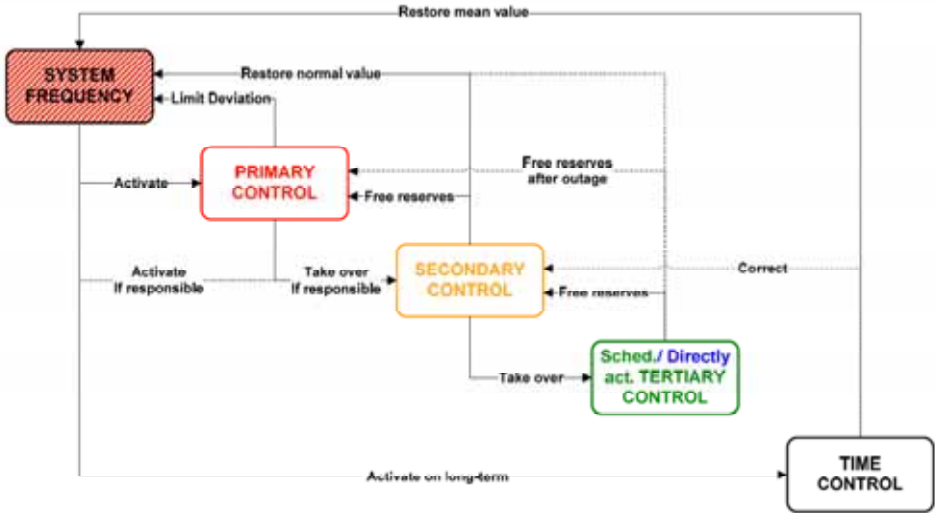 Restore mean value
SYSTEM
FREQUENCY
Restore normal value
Limit Deviation
PRIMARY
CONTROL
Free reserves
after outage
Activate
Free reserves
Activate
If responsible
Take over
If responsible
SECONDARY
CONTROL
Correct
Free reserves
Sched./ Directly
act. TERTIARY
CONTROL
Take over
TIME
CONTROL
Activate on long-term